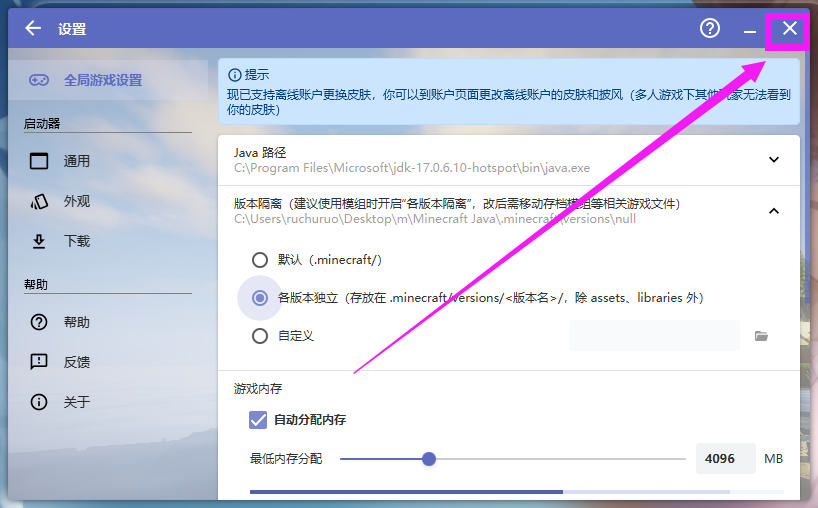 设置
全局游戏设置
启动器
通用
外观
下载
帮助
帮助
反馈
关于
提示
现已支持离线账户更换皮肤，你可以到账户页面更改离线账户的皮肤和披风（多人游戏下其他玩家无法看到
你的皮肤）
Java 路径
C:\Program Files\Microsoft\jdk-17.0.6.10-hotspot\bin\java.exe
版本隔离（建议使用模组时开启“各版本隔离”，改后需移动存档模组等相关游戏文件）
C:\Users\ruchuruo\Desktop\m\Minecraft Java\.minecraft\versions\null
默认（.minecraft/）
各版本独立（存放在 .minecraft/versions/<版本名>/，除 assets、libraries 外）
自定义
游戏内存
自动分配内存
最低内存分配 4096 MB